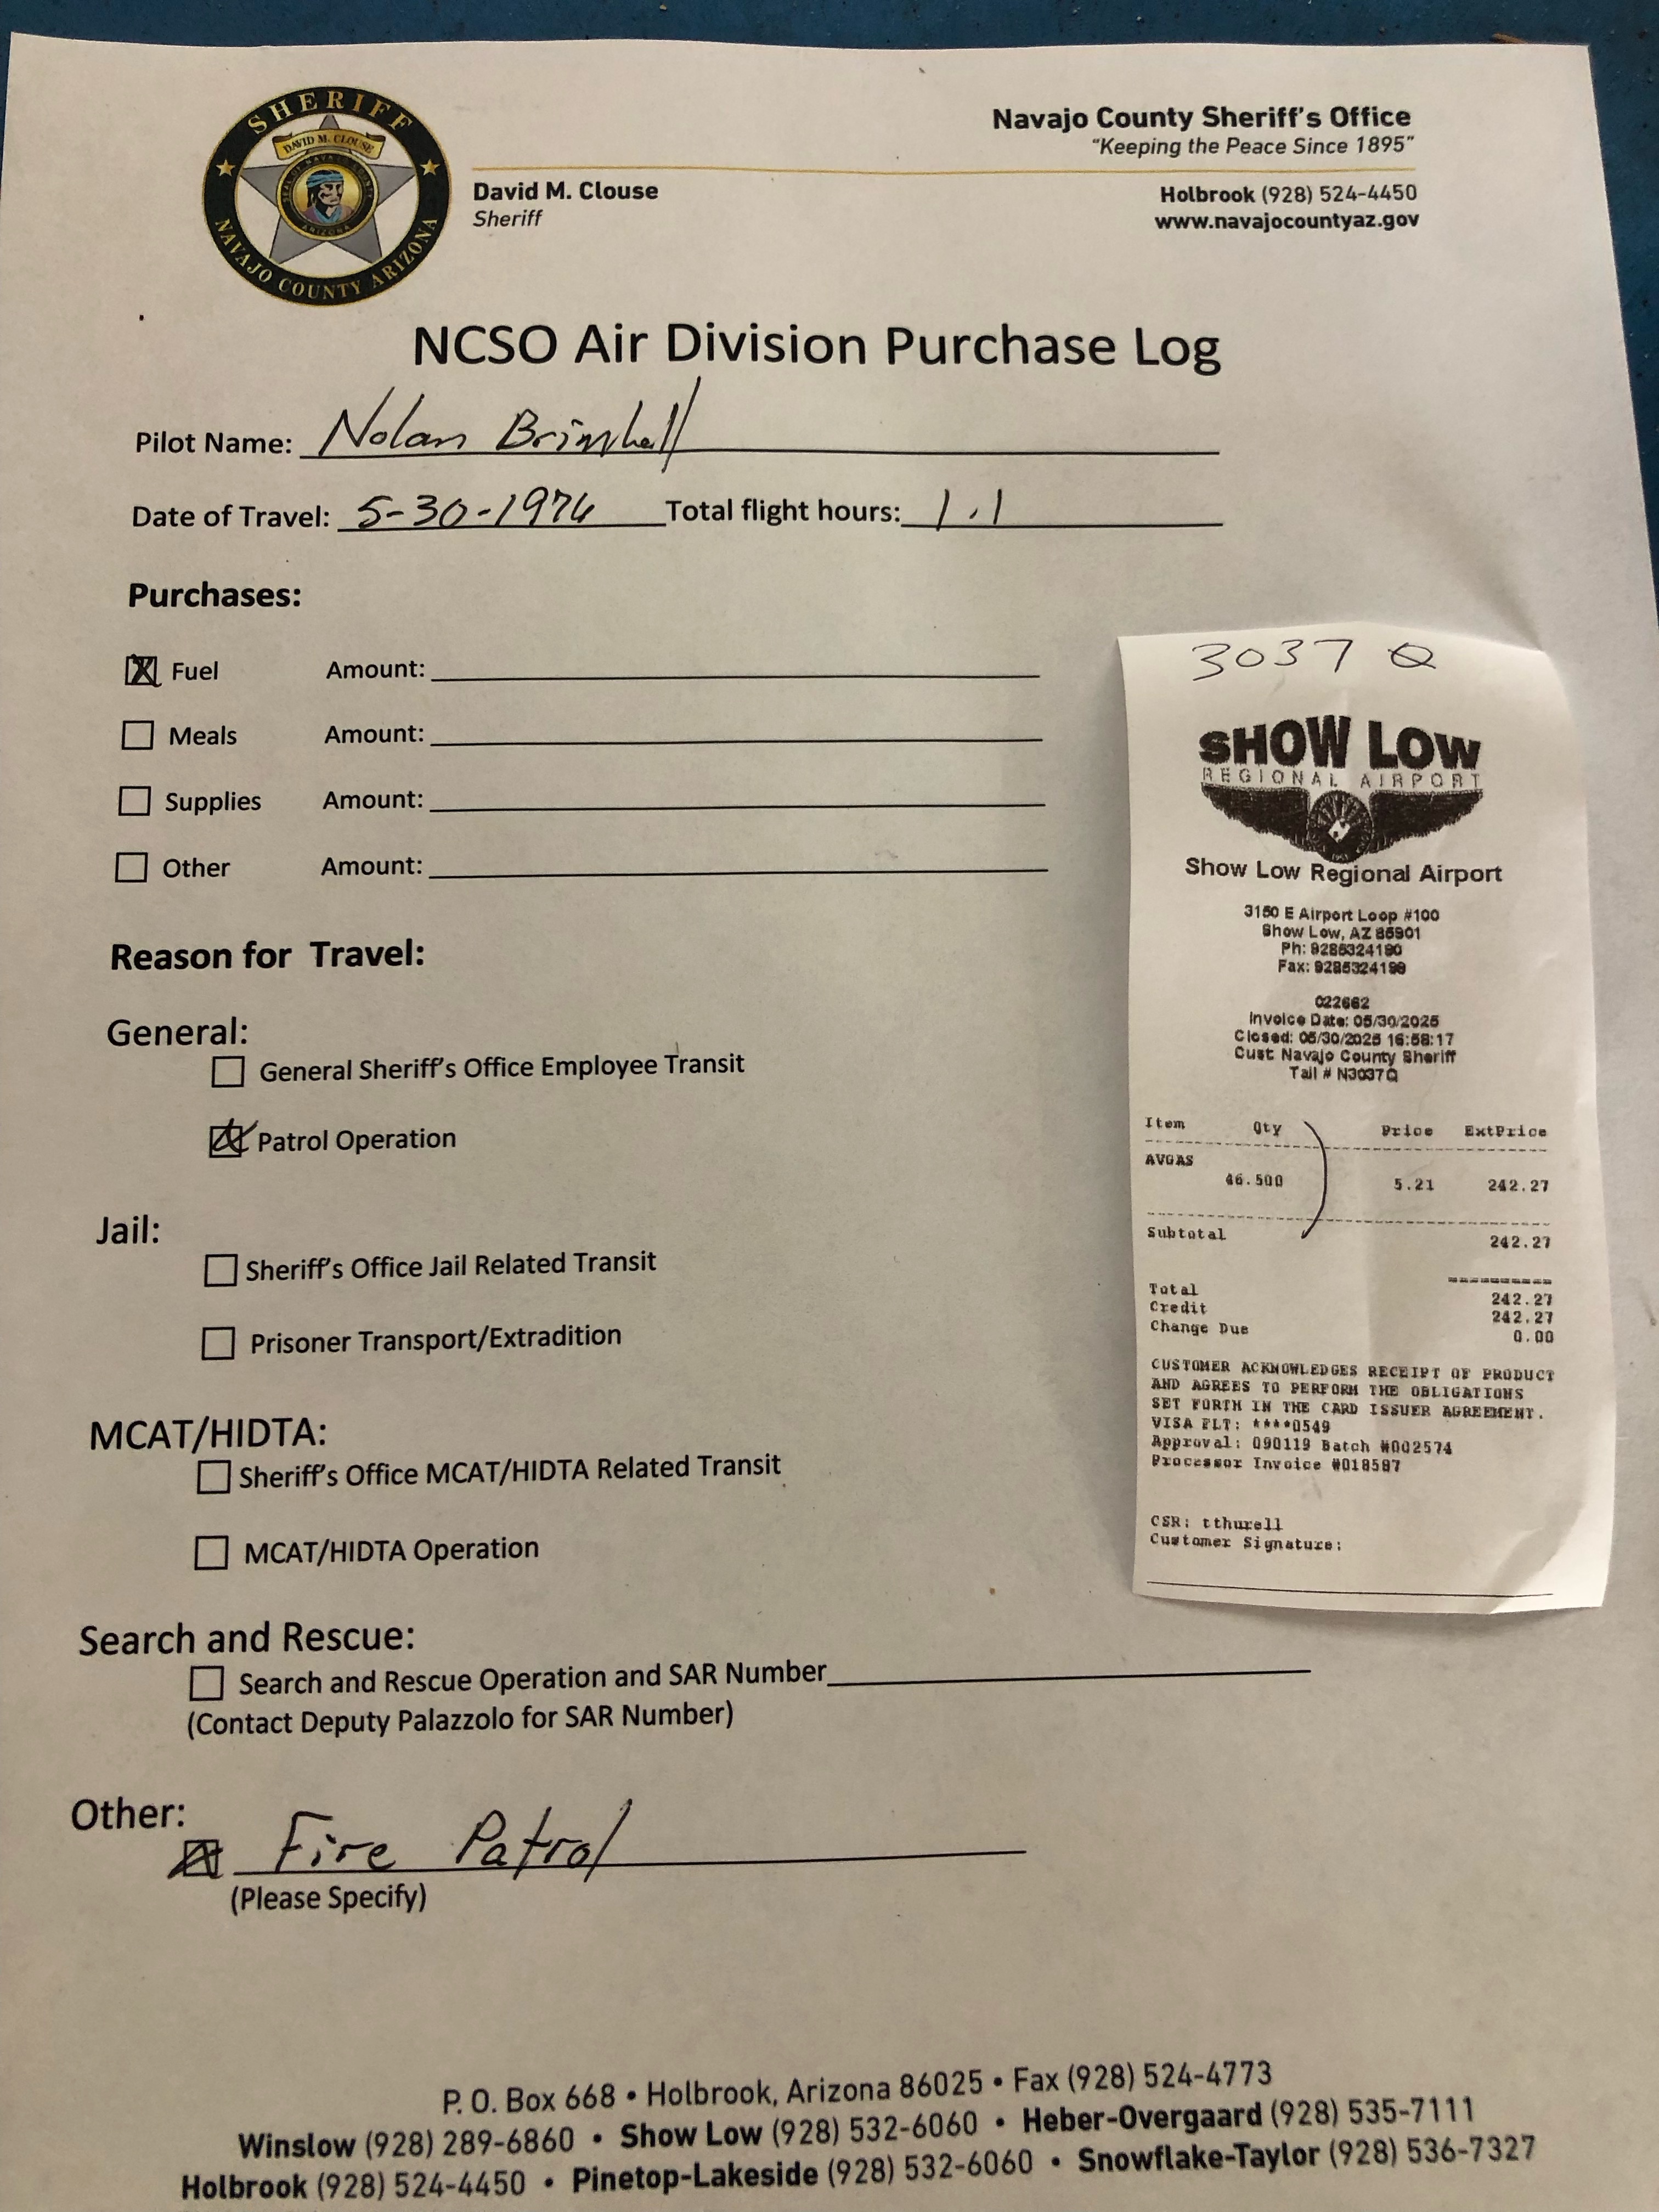 SHERIFF
DAVID M. CLOUSE
NAVAJO COUNTY ARIZONA
Navajo County Sheriff's Office
"Keeping the Peace Since 1895"
David M. Clouse
Sheriff
Holbrook (928) 524-4450
www.navajocountyaz.gov
NCSO Air Division Purchase Log
Pilot Name: Nolan Brimhall
Date of Travel: 5-30-1976 Total flight hours: 1.1
Purchases:
Fuel Amount:
Meals Amount:
Supplies Amount:
Other Amount:
Reason for Travel:
General:
General Sheriff's Office Employee Transit
Patrol Operation
Jail:
Sheriff's Office Jail Related Transit
Prisoner Transport/Extradition
MCAT/HIDTA:
Sheriff's Office MCAT/HIDTA Related Transit
MCAT/HIDTA Operation
Search and Rescue:
Search and Rescue Operation and SAR Number
(Contact Deputy Palazzolo for SAR Number)
Other:
Fire Patrol
(Please Specify)
3037 Q
SHOW LOW
REGIONAL AIRPORT
Show Low Regional Airport
3150 E Airport Loop #100
Show Low, AZ 85901
Ph: 9285324190
Fax: 9285324199
022662
Invoice Date: 05/30/2025
Closed: 05/30/2025 16:58:17
Cust Navajo County Sheriff
Tail # N3037Q
Item Qty Price ExtPrice
AVGAS
46.500 5.21 242.27
Subtotal 242.27
Total 242.27
Credit 242.27
Change Due 0.00
CUSTOMER ACKNOWLEDGES RECEIPT OF PRODUCT
AND AGREES TO PERFORM THE OBLIGATIONS
SET FORTH IN THE CARD ISSUER AGREEMENT.
VISA FLT: ****0549
Approval: 090119 Batch #002574
Processor Invoice #018587
CSR: tthurell
Customer Signature:
P. O. Box 668 • Holbrook, Arizona 86025 • Fax (928) 524-4773
Winslow (928) 289-6860 • Show Low (928) 532-6060 • Heber-Overgaard (928) 535-7111
Holbrook (928) 524-4450 • Pinetop-Lakeside (928) 532-6060 • Snowflake-Taylor (928) 536-7327